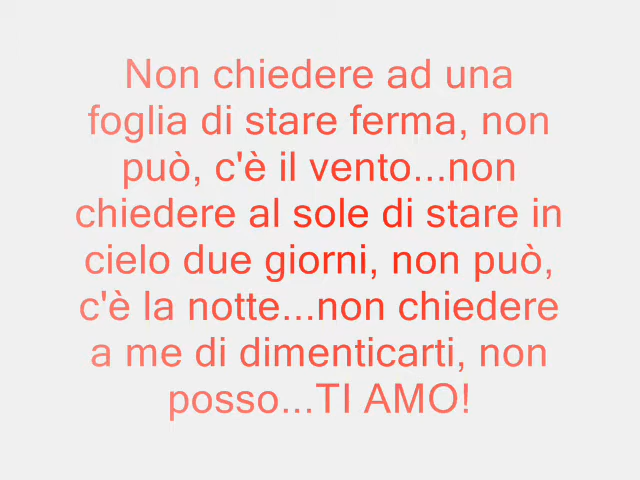 Non chiedere ad una
foglia di stare ferma, non
può, c'è il vento...non
chiedere al sole di stare in
cielo due giorni, non può,
c'è la notte...non chiedere
a me di dimenticarti, non
posso...TI AMO!